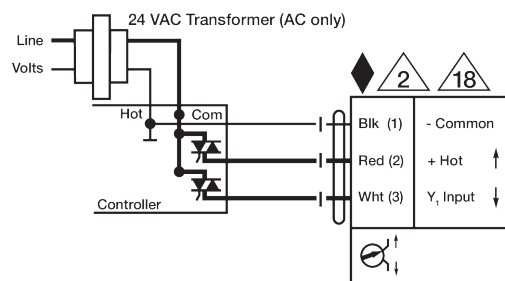 24 VAC Transformer (AC only)
Line
Volts
2
18
Hot
Com
Blk (1)
- Common
Red (2)
+ Hot
Wht (3)
Y₁ Input
Controller